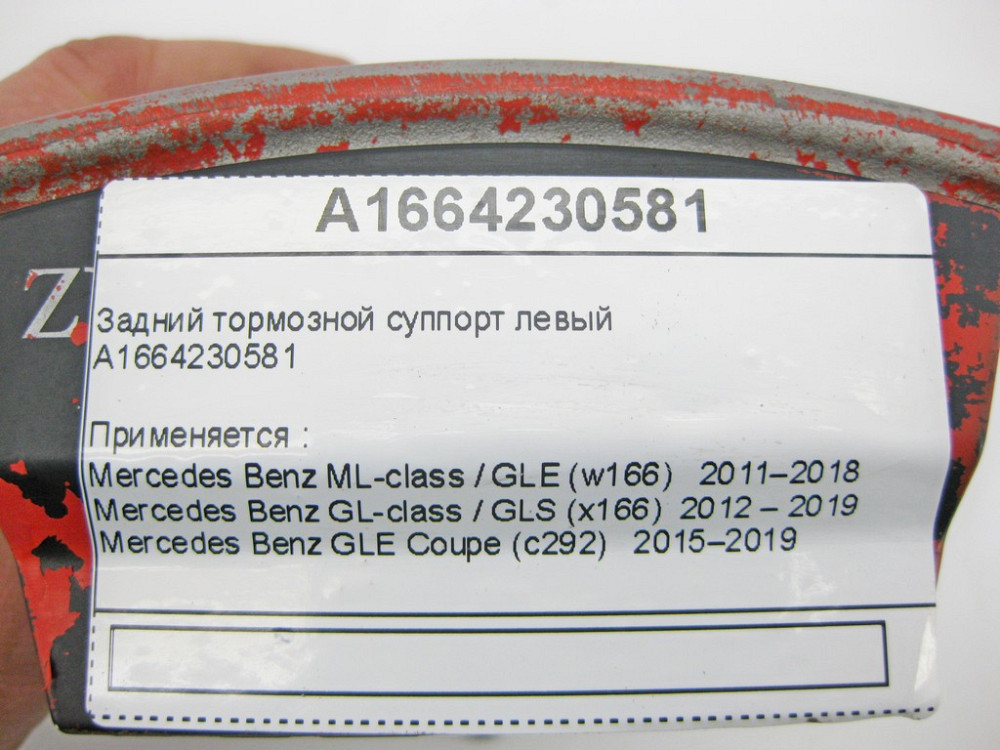 A1664230581
Z
Задний тормозной суппорт левый
A1664230581
Применяется :
Mercedes Benz ML-class / GLE (w166) 2011–2018
Mercedes Benz GL-class / GLS (x166) 2012 – 2019
Mercedes Benz GLE Coupe (c292) 2015–2019